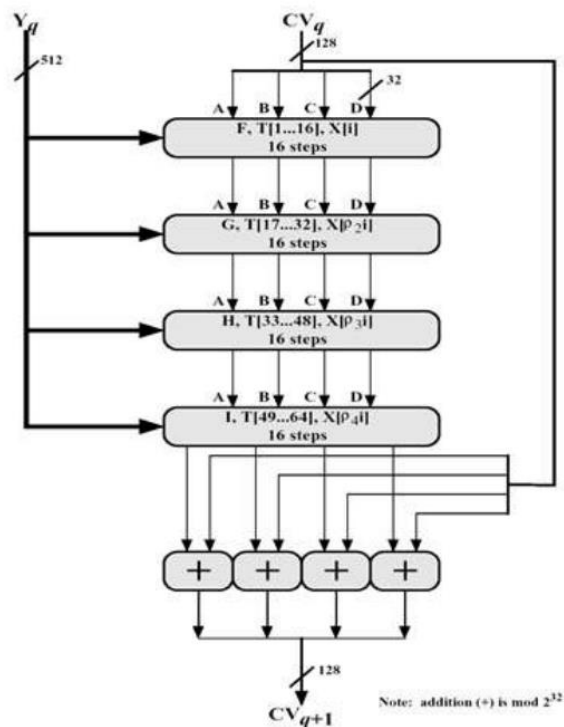 Yq
CVq
512
128
32
A B C D
F, T[1...16], X[i]
16 steps
G, T[17...32], X[ρ2i]
16 steps
A B C D
H, T[33...48], X[ρ3i]
16 steps
A B C D
I, T[49...64], X[ρ4i]
16 steps
+ + + +
128
CVq+1
Note: addition (+) is mod 2^32